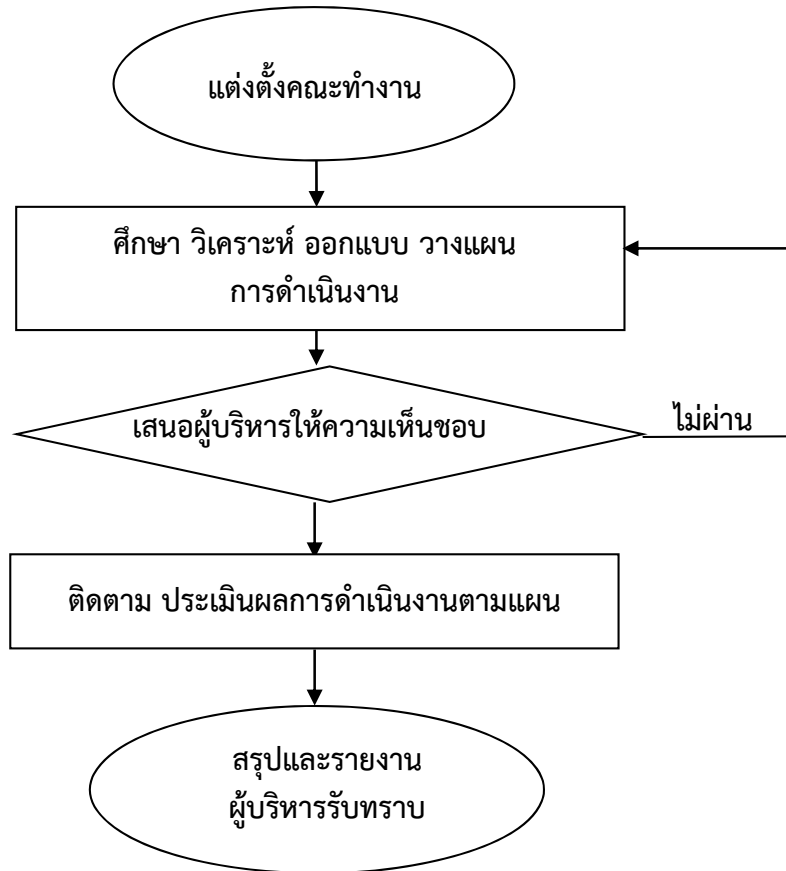 แต่งตั้งคณะทำงาน
ศึกษา วิเคราะห์ ออกแบบ วางแผน
การดำเนินงาน
เสนอผู้บริหารให้ความเห็นชอบ
ไม่ผ่าน
ติดตาม ประเมินผลการดำเนินงานตามแผน
สรุปและรายงาน
ผู้บริหารรับทราบ